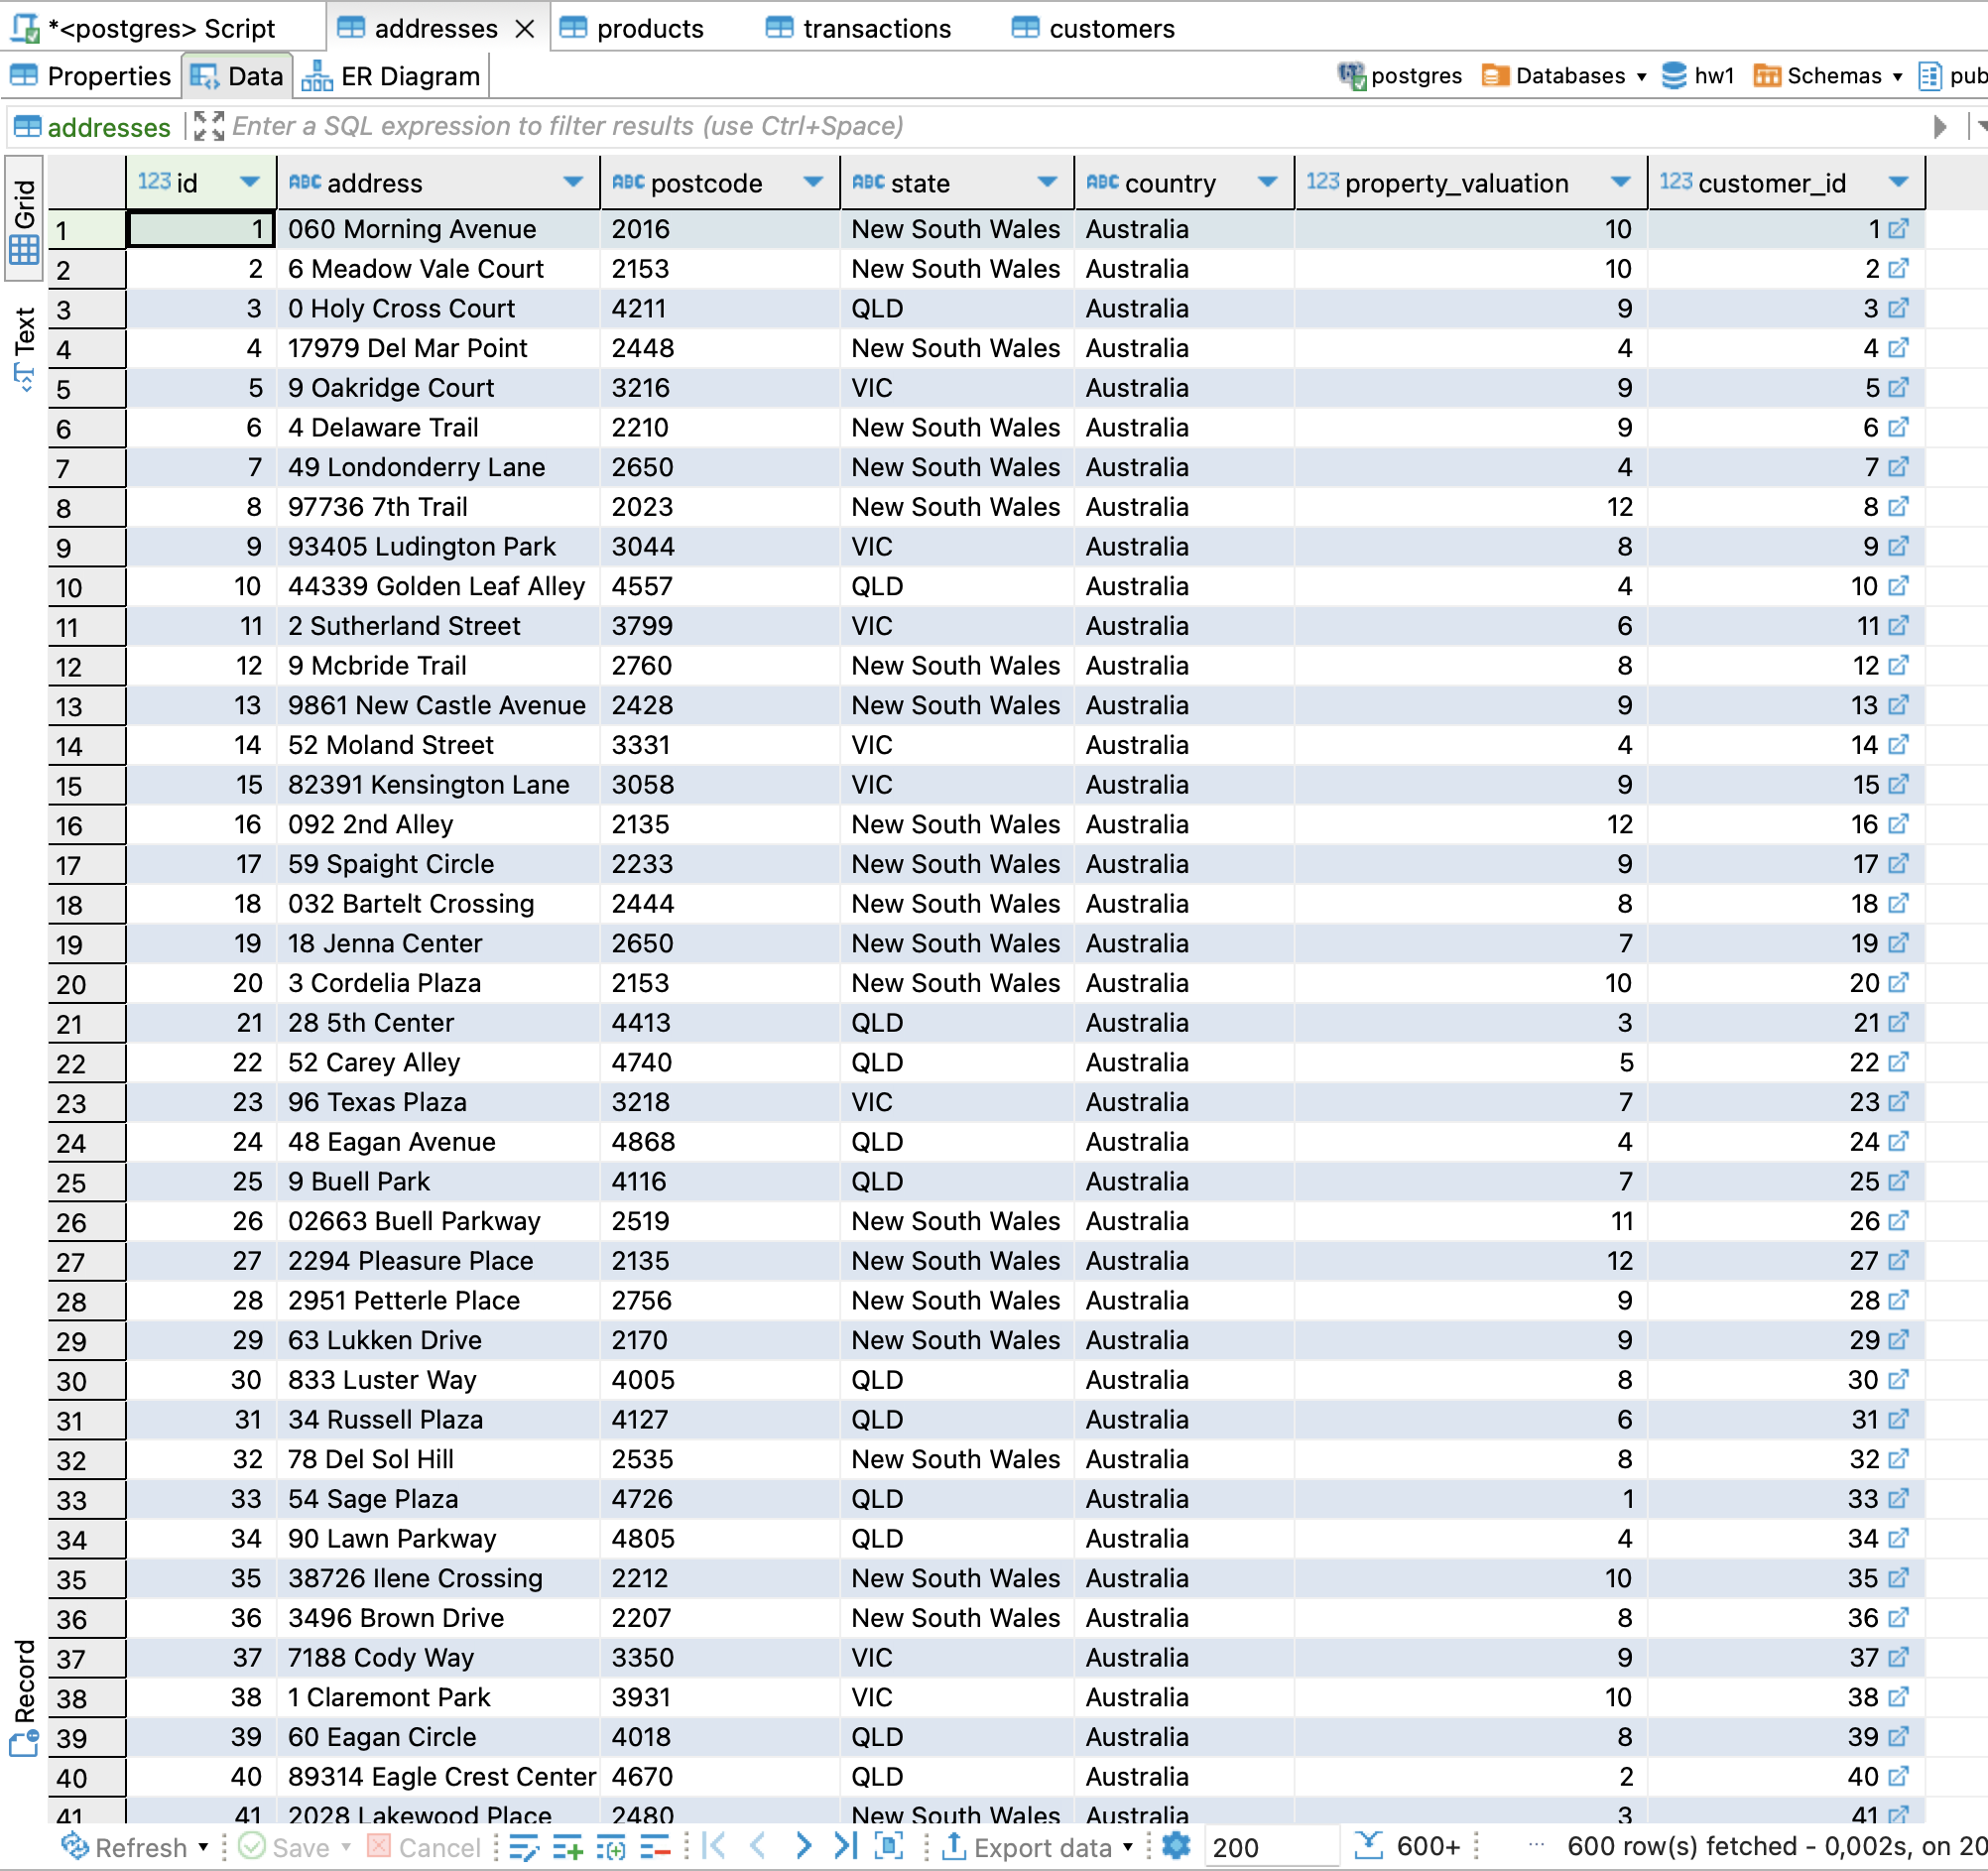 *<postgres> Script addresses products transactions customers
Properties Data ER Diagram postgres Databases hw1 Schemas pub
addresses Enter a SQL expression to filter results (use Ctrl+Space)
Grid
Text
Record
123 id ABC address ABC postcode ABC state ABC country 123 property_valuation 123 customer_id
1 1 060 Morning Avenue 2016 New South Wales Australia 10 1
2 2 6 Meadow Vale Court 2153 New South Wales Australia 10 2
3 3 0 Holy Cross Court 4211 QLD Australia 9 3
4 4 17979 Del Mar Point 2448 New South Wales Australia 4 4
5 5 9 Oakridge Court 3216 VIC Australia 9 5
6 6 4 Delaware Trail 2210 New South Wales Australia 9 6
7 7 49 Londonderry Lane 2650 New South Wales Australia 4 7
8 8 97736 7th Trail 2023 New South Wales Australia 12 8
9 9 93405 Ludington Park 3044 VIC Australia 8 9
10 10 44339 Golden Leaf Alley 4557 QLD Australia 4 10
11 11 2 Sutherland Street 3799 VIC Australia 6 11
12 12 9 Mcbride Trail 2760 New South Wales Australia 8 12
13 13 9861 New Castle Avenue 2428 New South Wales Australia 9 13
14 14 52 Moland Street 3331 VIC Australia 4 14
15 15 82391 Kensington Lane 3058 VIC Australia 9 15
16 16 092 2nd Alley 2135 New South Wales Australia 12 16
17 17 59 Spaight Circle 2233 New South Wales Australia 9 17
18 18 032 Bartelt Crossing 2444 New South Wales Australia 8 18
19 19 18 Jenna Center 2650 New South Wales Australia 7 19
20 20 3 Cordelia Plaza 2153 New South Wales Australia 10 20
21 21 28 5th Center 4413 QLD Australia 3 21
22 22 52 Carey Alley 4740 QLD Australia 5 22
23 23 96 Texas Plaza 3218 VIC Australia 7 23
24 24 48 Eagan Avenue 4868 QLD Australia 4 24
25 25 9 Buell Park 4116 QLD Australia 7 25
26 26 02663 Buell Parkway 2519 New South Wales Australia 11 26
27 27 2294 Pleasure Place 2135 New South Wales Australia 12 27
28 28 2951 Petterle Place 2756 New South Wales Australia 9 28
29 29 63 Lukken Drive 2170 New South Wales Australia 9 29
30 30 833 Luster Way 4005 QLD Australia 8 30
31 31 34 Russell Plaza 4127 QLD Australia 6 31
32 32 78 Del Sol Hill 2535 New South Wales Australia 8 32
33 33 54 Sage Plaza 4726 QLD Australia 1 33
34 34 90 Lawn Parkway 4805 QLD Australia 4 34
35 35 38726 Ilene Crossing 2212 New South Wales Australia 10 35
36 36 3496 Brown Drive 2207 New South Wales Australia 8 36
37 37 7188 Cody Way 3350 VIC Australia 9 37
38 38 1 Claremont Park 3931 VIC Australia 10 38
39 39 60 Eagan Circle 4018 QLD Australia 8 39
40 40 89314 Eagle Crest Center 4670 QLD Australia 2 40
41 41 2028 Lakewood Place 2480 New South Wales Australia 3 41
Refresh Save Cancel Export data 200 600+ ... 600 row(s) fetched - 0,002s, on 20